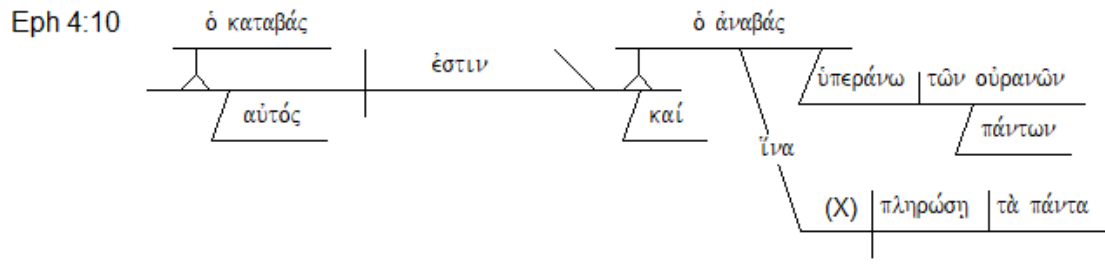 Eph 4:10 ὁ καταβάς ὁ ἀναβάς
ἐστιν
ὑπεράνω τῶν οὐρανῶν
αὐτός καί πάντων
ἵνα
(X) πληρώσῃ τὰ πάντα